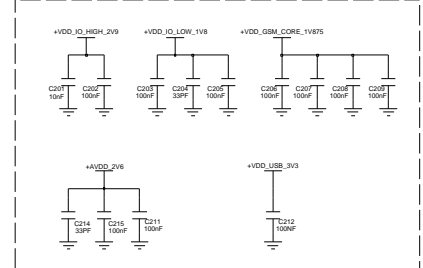 +VDD_IO_HIGH_2V9 +VDD_IO_LOW_1V8 +VDD_GSM_CORE_1V875
C201 C202 C203 C204 C205 C206 C207 C208 C209
10nF 100nF 100nF 33PF 100nF 100nF 100nF 100nF 100nF
+AVDD_2V6 +VDD_USB_3V3
C214 C215 C211 C212
33PF 100nF 100nF 100NF